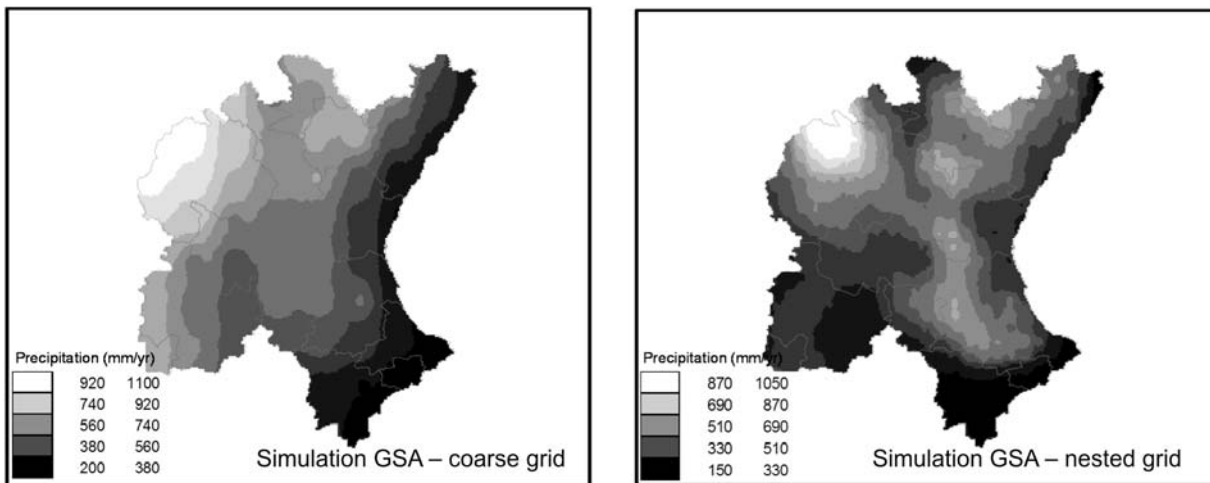 Precipitation (mm/yr)
920 1100
740 920
560 740
380 560
200 380
Simulation GSA – coarse grid
Precipitation (mm/yr)
870 1050
690 870
510 690
330 510
150 330
Simulation GSA – nested grid